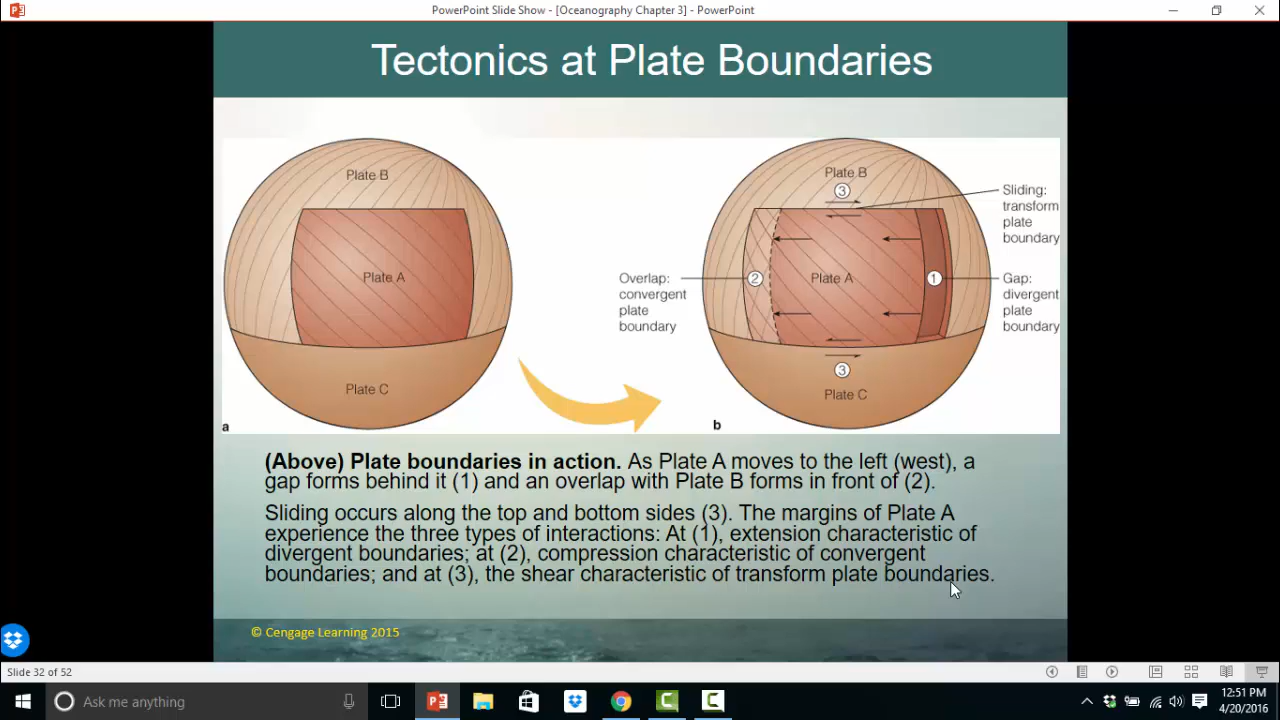 PowerPoint Slide Show - [Oceanography Chapter 3] - PowerPoint
Tectonics at Plate Boundaries
Plate B
Plate A
Plate C
a
Plate B
3
Sliding:
transform
plate
boundary
Overlap:
convergent
plate
boundary
2
Plate A
1
Gap:
divergent
plate
boundary
3
Plate C
b
(Above) Plate boundaries in action. As Plate A moves to the left (west), a
gap forms behind it (1) and an overlap with Plate B forms in front of (2).
Sliding occurs along the top and bottom sides (3). The margins of Plate A
experience the three types of interactions: At (1), extension characteristic of
divergent boundaries; at (2), compression characteristic of convergent
boundaries; and at (3), the shear characteristic of transform plate boundaries.
© Cengage Learning 2015
Slide 32 of 52
Ask me anything
12:51 PM
4/20/2016